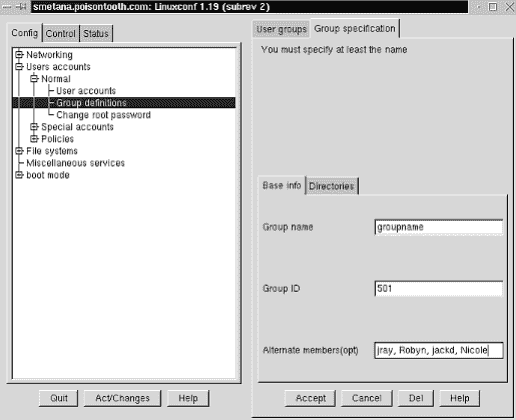 smetana.poisontooth.com: Linuxconf 1.19 (subrev 2)
Config Control Status
Networking
Users accounts
Normal
User accounts
Group definitions
Change root password
Special accounts
Policies
File systems
Miscellaneous services
boot mode
Quit Act/Changes Help
User groups Group specification
You must specify at least the name
Base info Directories
Group name groupname
Group ID 501
Alternate members(opt) jray, Robyn, jackd, Nicole
Accept Cancel Del Help